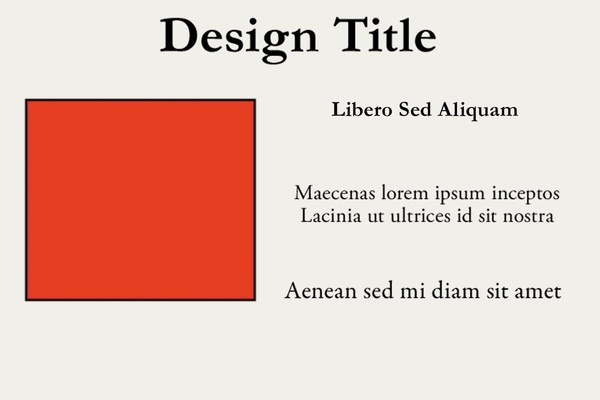 Design Title
Libero Sed Aliquam
Maecenas lorem ipsum inceptos
Lacinia ut ultrices id sit nostra
Aenean sed mi diam sit amet